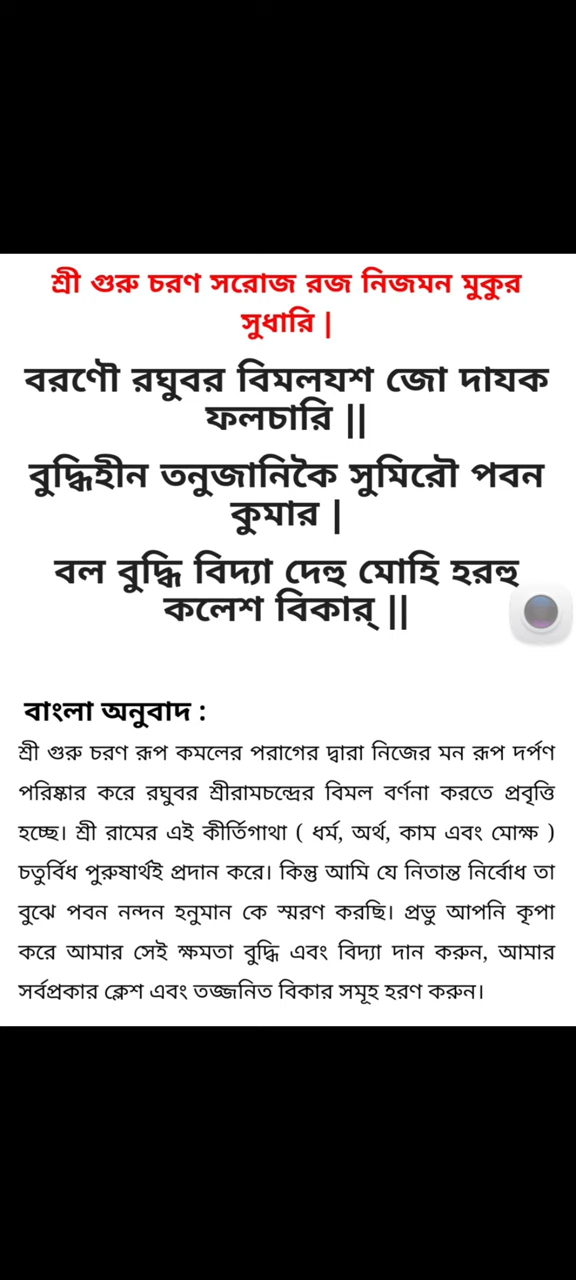 শ্রী গুরু চরণ সরোজ রজ নিজমন মুকুর
সুধারি |
বরণৌ রঘুবর বিমলযশ জো দাযক
ফলচারি ||
বুদ্ধিহীন তনুজানিকৈ সুমিরৌ পবন
কুমার |
বল বুদ্ধি বিদ্যা দেহু মোহি হরহু
কলেশ বিকার্ ||
বাংলা অনুবাদ :
শ্রী গুরু চরণ রূপ কমলের পরাগের দ্বারা নিজের মন রূপ দর্পণ
পরিষ্কার করে রঘুবর শ্রীরামচন্দ্রের বিমল বর্ণনা করতে প্রবৃত্তি
হচ্ছে। শ্রী রামের এই কীর্তিগাথা ( ধর্ম, অর্থ, কাম এবং মোক্ষ )
চতুর্বিধ পুরুষার্থই প্রদান করে। কিন্তু আমি যে নিতান্ত নির্বোধ তা
বুঝে পবন নন্দন হনুমান কে স্মরণ করছি। প্রভু আপনি কৃপা
করে আমার সেই ক্ষমতা বুদ্ধি এবং বিদ্যা দান করুন, আমার
সর্বপ্রকার ক্লেশ এবং তজ্জনিত বিকার সমূহ হরণ করুন।